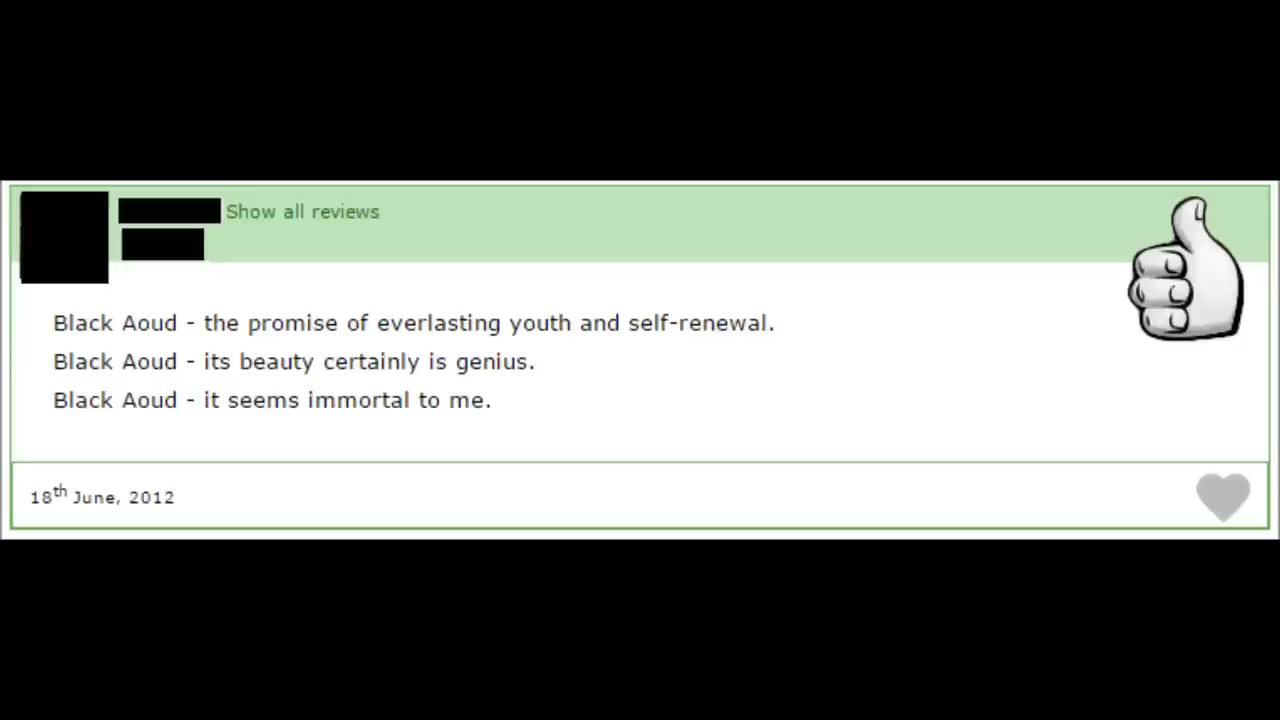 Show all reviews
Black Aoud - the promise of everlasting youth and self-renewal.
Black Aoud - its beauty certainly is genius.
Black Aoud - it seems immortal to me.
18th June, 2012